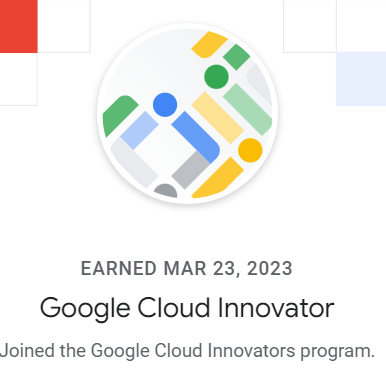 EARNED MAR 23, 2023
Google Cloud Innovator
Joined the Google Cloud Innovators program.